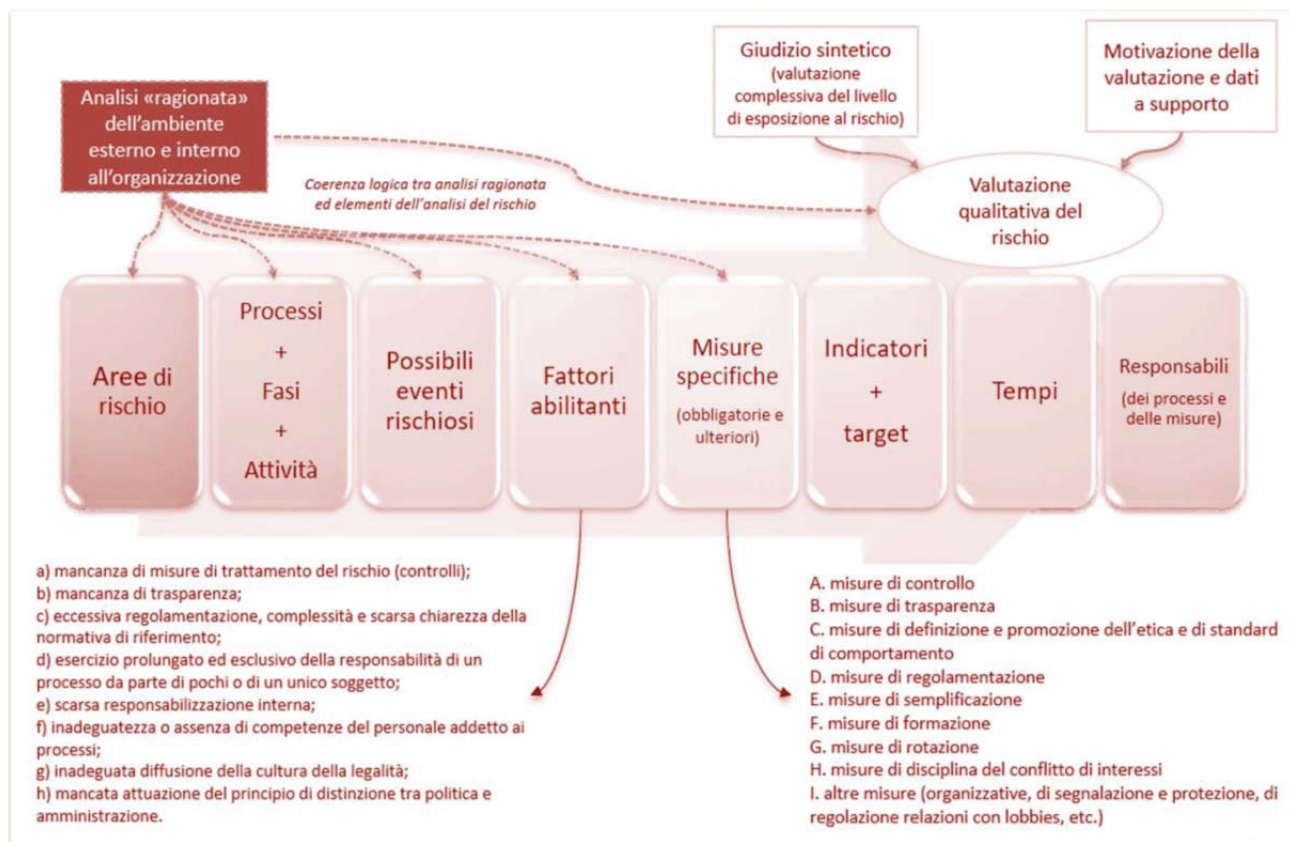 Analisi «ragionata»
dell'ambiente
esterno e interno
all'organizzazione
Giudizio sintetico
(valutazione
complessiva del livello
di esposizione al rischio)
Motivazione della
valutazione e dati
a supporto
Coerenza logica tra analisi ragionata
ed elementi dell'analisi del rischio
Valutazione
qualitativa del
rischio
Aree di
rischio
Processi
+
Fasi
+
Attività
Possibili
eventi
rischiosi
Fattori
abilitanti
Misure
specifiche
(obbligatorie e
ulteriori)
Indicatori
+
target
Tempi
Responsabili
(dei processi e
delle misure)
a) mancanza di misure di trattamento del rischio (controlli);
b) mancanza di trasparenza;
c) eccessiva regolamentazione, complessità e scarsa chiarezza della
normativa di riferimento;
d) esercizio prolungato ed esclusivo della responsabilità di un
processo da parte di pochi o di un unico soggetto;
e) scarsa responsabilizzazione interna;
f) inadeguatezza o assenza di competenze del personale addetto ai
processi;
g) inadeguata diffusione della cultura della legalità;
h) mancata attuazione del principio di distinzione tra politica e
amministrazione.
A. misure di controllo
B. misure di trasparenza
C. misure di definizione e promozione dell'etica e di standard
di comportamento
D. misure di regolamentazione
E. misure di semplificazione
F. misure di formazione
G. misure di rotazione
H. misure di disciplina del conflitto di interessi
I. altre misure (organizzative, di segnalazione e protezione, di
regolazione relazioni con lobbies, etc.)